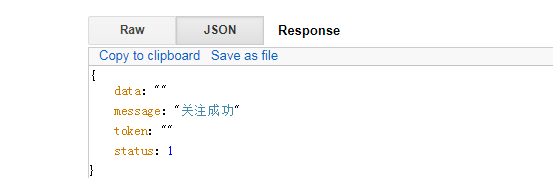 Raw JSON Response
Copy to clipboard Save as file
{
data: ""
message: "关注成功"
token: ""
status: 1
}